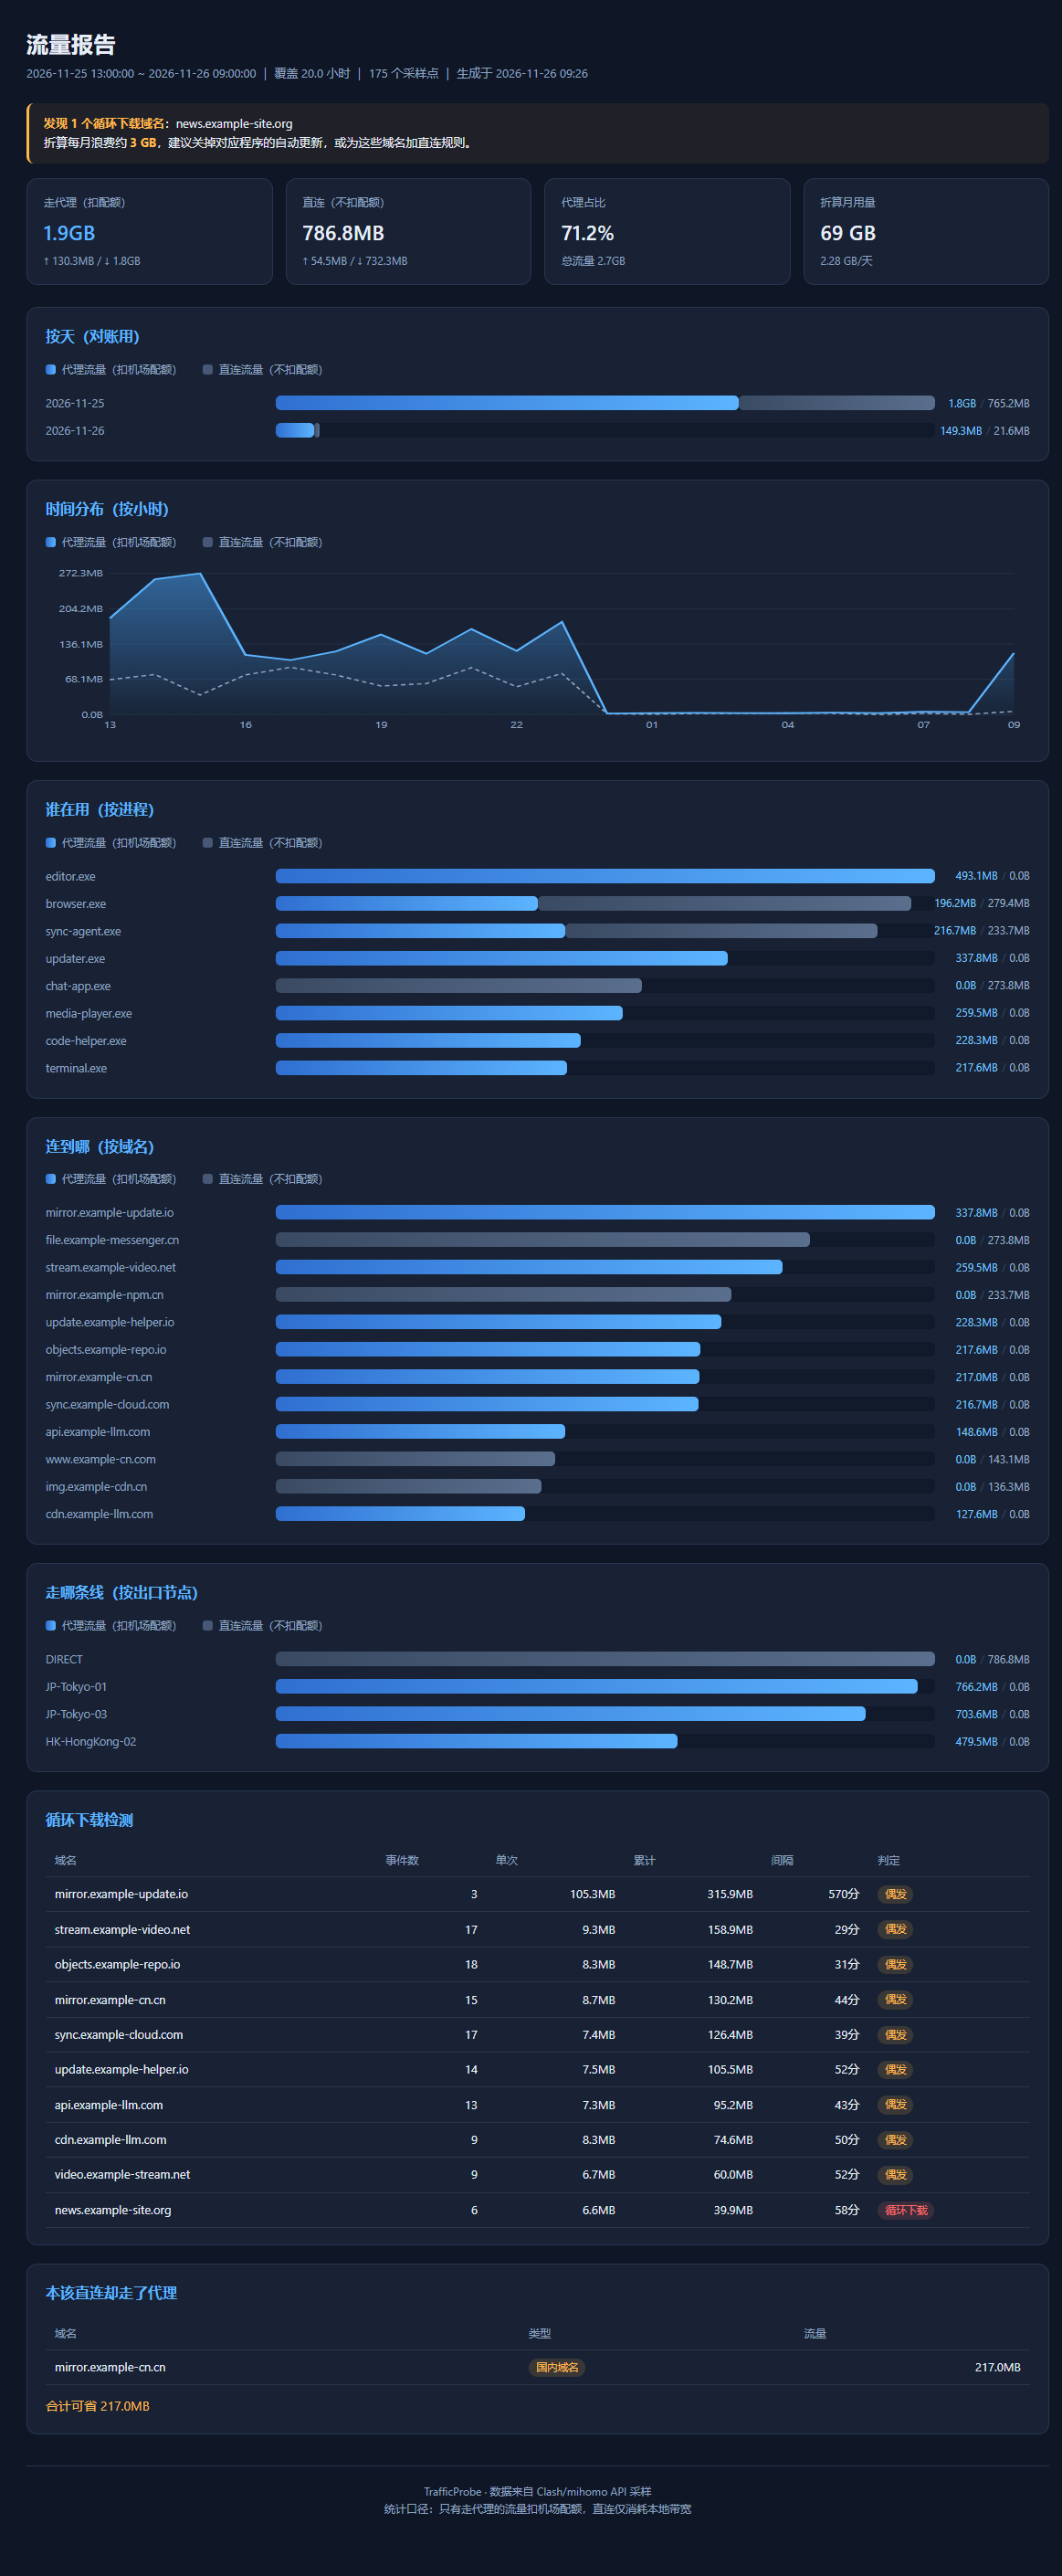 流量报告
2026-11-25 13:00:00 ~ 2026-11-26 09:00:00 | 覆盖 20.0 小时 | 175 个采样点 | 生成于 2026-11-26 09:26
发现 1 个循环下载域名：news.example-site.org
折算每月浪费约 3 GB，建议关掉对应程序的自动更新，或为这些域名加直连规则。
走代理（扣配额）
1.9GB
↑ 130.3MB / ↓ 1.8GB
直连（不扣配额）
786.8MB
↑ 54.5MB / ↓ 732.3MB
代理占比
71.2%
总流量 2.7GB
折算月用量
69 GB
2.28 GB/天
按天（对账用）
代理流量（扣机场配额） 直连流量（不扣配额）
2026-11-25 1.8GB / 765.2MB
2026-11-26 149.3MB / 21.6MB
时间分布（按小时）
代理流量（扣机场配额） 直连流量（不扣配额）
272.3MB
204.2MB
136.1MB
68.1MB
0.0B
13 16 19 22 01 04 07 09
谁在用（按进程）
代理流量（扣机场配额） 直连流量（不扣配额）
editor.exe 493.1MB / 0.0B
browser.exe 196.2MB / 279.4MB
sync-agent.exe 216.7MB / 233.7MB
updater.exe 337.8MB / 0.0B
chat-app.exe 0.0B / 273.8MB
media-player.exe 259.5MB / 0.0B
code-helper.exe 228.3MB / 0.0B
terminal.exe 217.6MB / 0.0B
连到哪（按域名）
代理流量（扣机场配额） 直连流量（不扣配额）
mirror.example-update.io 337.8MB / 0.0B
file.example-messenger.cn 0.0B / 273.8MB
stream.example-video.net 259.5MB / 0.0B
mirror.example-npm.cn 0.0B / 233.7MB
update.example-helper.io 228.3MB / 0.0B
objects.example-repo.io 217.6MB / 0.0B
mirror.example-cn.cn 217.0MB / 0.0B
sync.example-cloud.com 216.7MB / 0.0B
api.example-llm.com 148.6MB / 0.0B
www.example-cn.com 0.0B / 143.1MB
img.example-cdn.cn 0.0B / 136.3MB
cdn.example-llm.com 127.6MB / 0.0B
走哪条线（按出口节点）
代理流量（扣机场配额） 直连流量（不扣配额）
DIRECT 0.0B / 786.8MB
JP-Tokyo-01 766.2MB / 0.0B
JP-Tokyo-03 703.6MB / 0.0B
HK-HongKong-02 479.5MB / 0.0B
循环下载检测
域名 事件数 单次 累计 间隔 判定
mirror.example-update.io 3 105.3MB 315.9MB 570分 偶发
stream.example-video.net 17 9.3MB 158.9MB 29分 偶发
objects.example-repo.io 18 8.3MB 148.7MB 31分 偶发
mirror.example-cn.cn 15 8.7MB 130.2MB 44分 偶发
sync.example-cloud.com 17 7.4MB 126.4MB 39分 偶发
update.example-helper.io 14 7.5MB 105.5MB 52分 偶发
api.example-llm.com 13 7.3MB 95.2MB 43分 偶发
cdn.example-llm.com 9 8.3MB 74.6MB 50分 偶发
video.example-stream.net 9 6.7MB 60.0MB 52分 偶发
news.example-site.org 6 6.6MB 39.9MB 58分 循环下载
本该直连却走了代理
域名 类型 流量
mirror.example-cn.cn 国内域名 217.0MB
合计可省 217.0MB
TrafficProbe · 数据来自 Clash/mihomo API 采样
统计口径：只有走代理的流量扣机场配额，直连仅消耗本地带宽